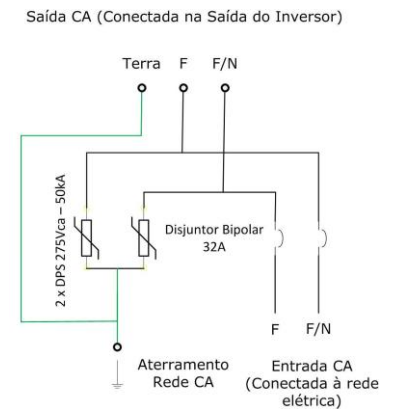 Saída CA (Conectada na Saída do Inversor)
Terra F F/N
2 x DPS 275Vca – 50kA
Disjuntor Bipolar
32A
F F/N
Aterramento
Rede CA
Entrada CA
(Conectada à rede
elétrica)